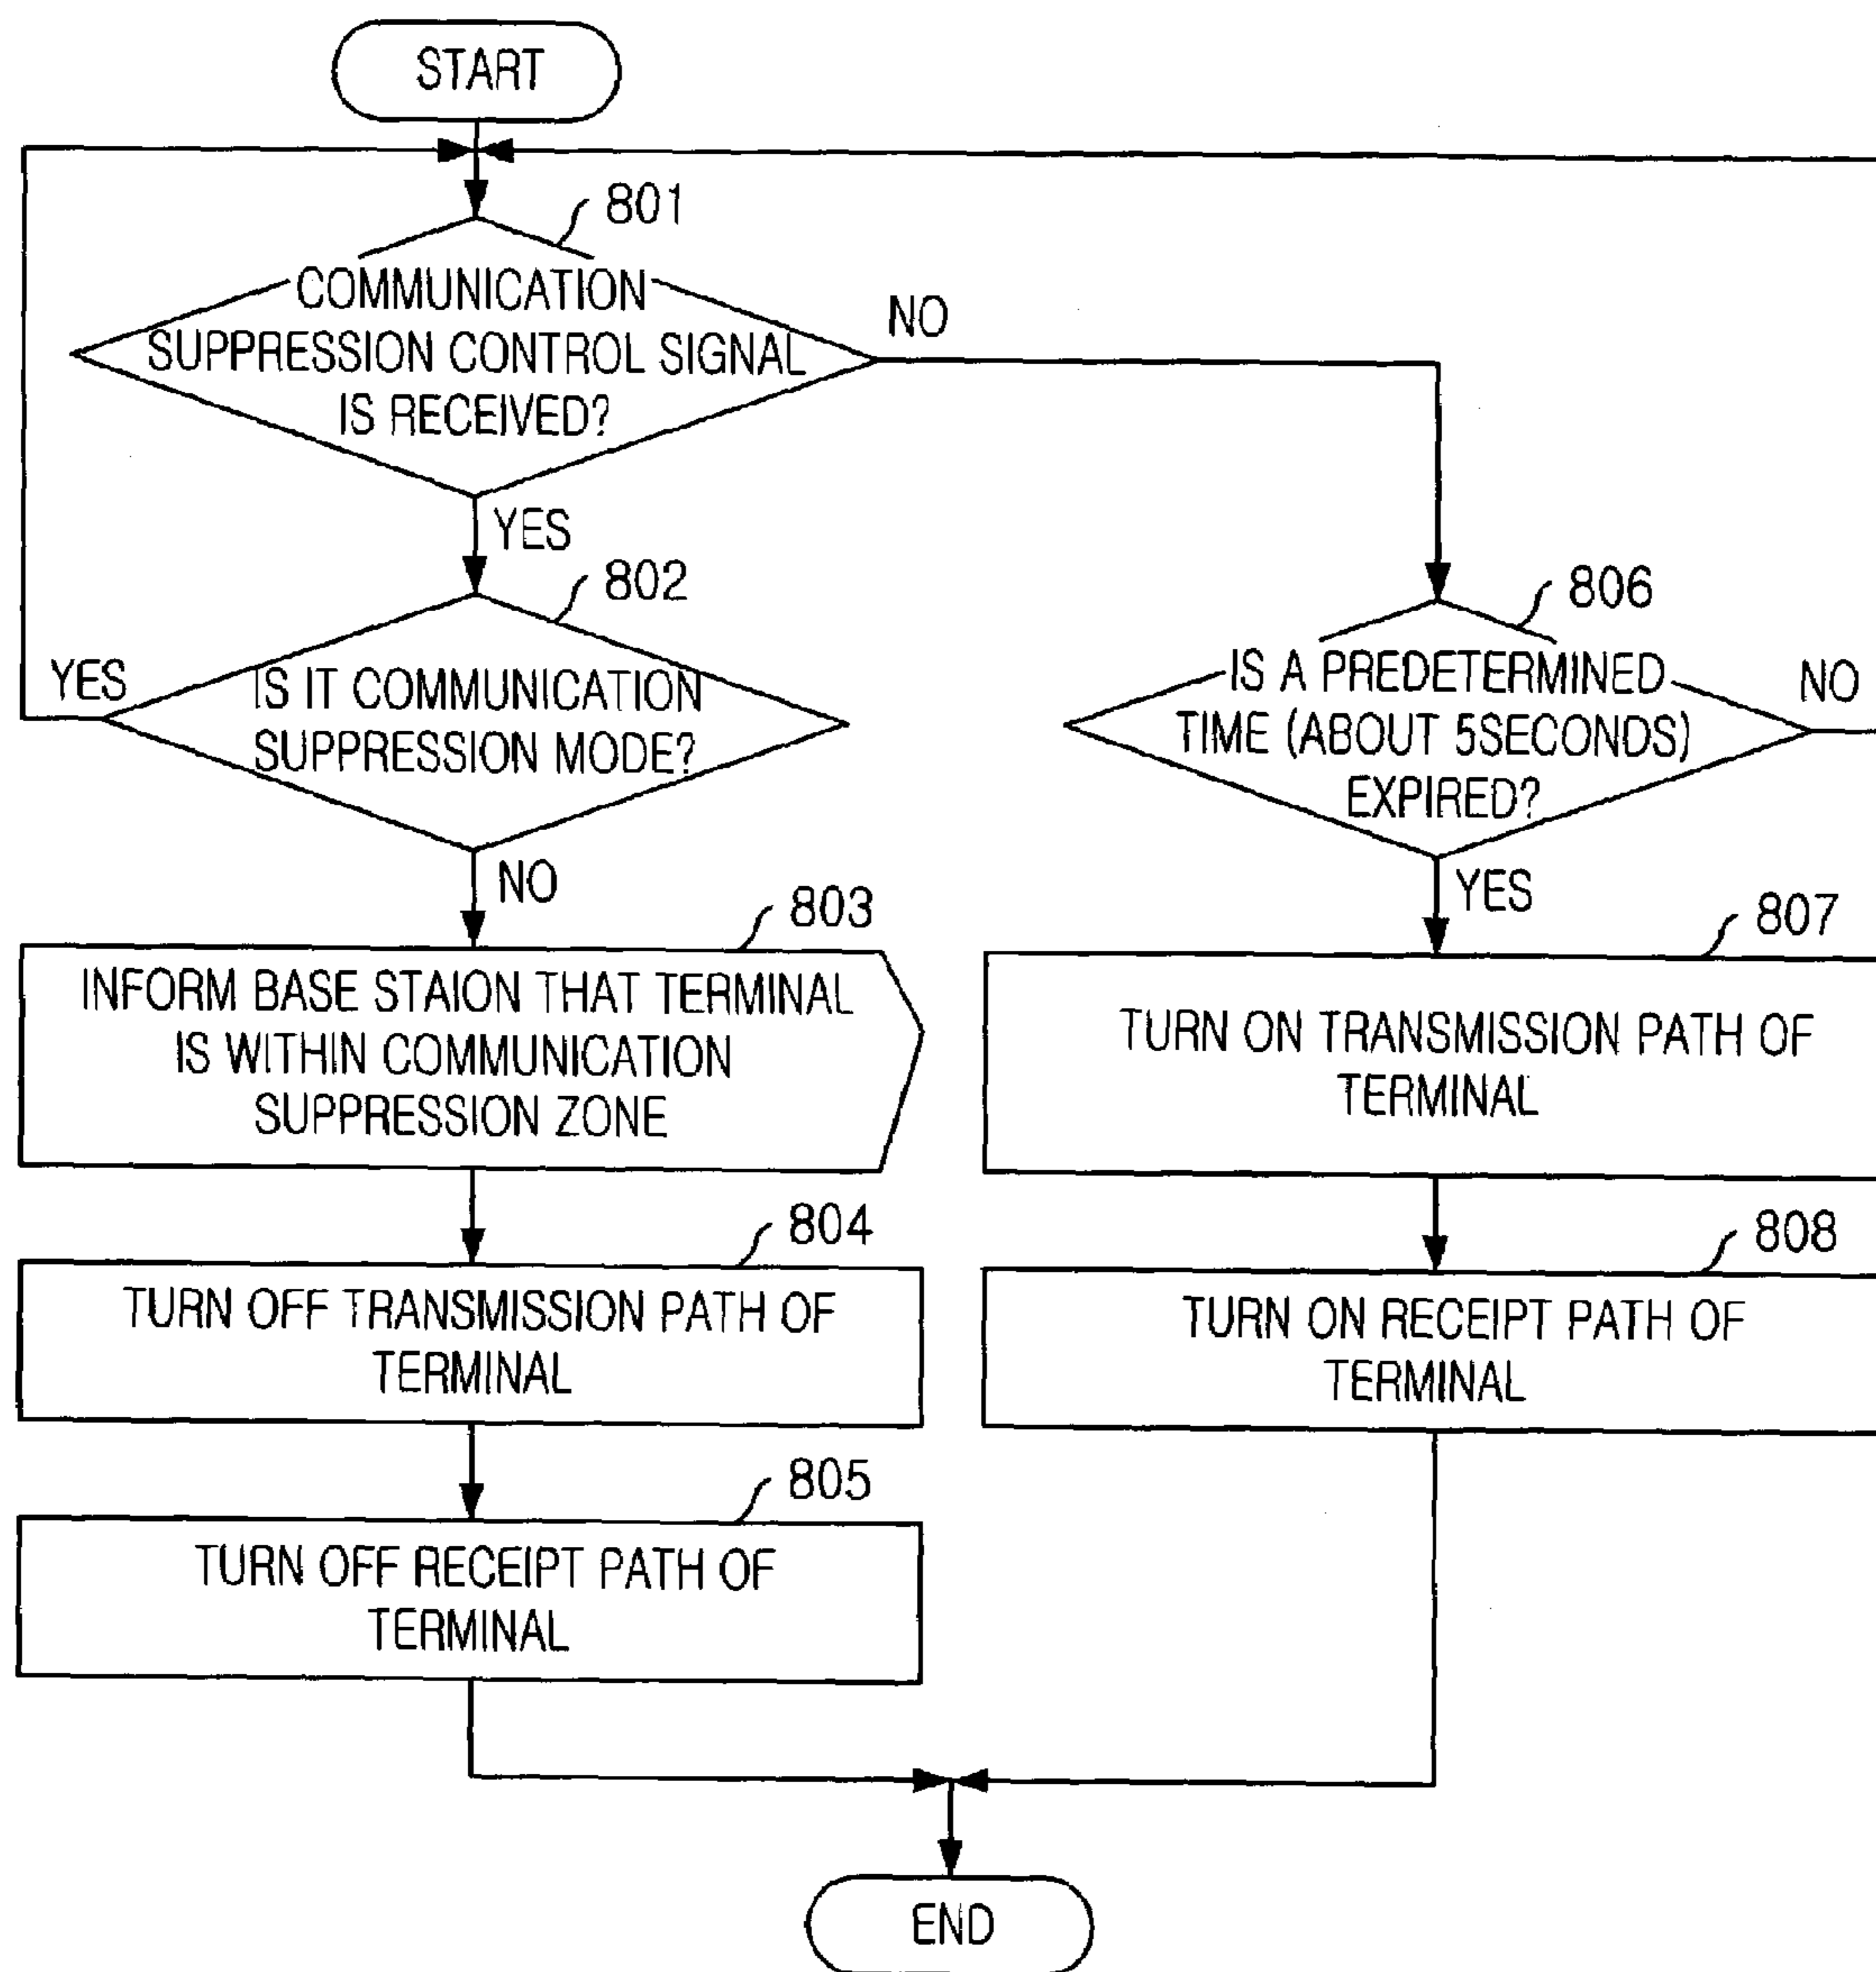 START
801
COMMUNICATION
SUPPRESSION CONTROL SIGNAL
IS RECEIVED?
NO
YES
802
IS IT COMMUNICATION
SUPPRESSION MODE?
YES
NO
806
IS A PREDETERMINED
TIME (ABOUT 5SECONDS)
EXPIRED?
NO
YES
803
INFORM BASE STAION THAT TERMINAL
IS WITHIN COMMUNICATION
SUPPRESSION ZONE
807
TURN ON TRANSMISSION PATH OF
TERMINAL
804
TURN OFF TRANSMISSION PATH OF
TERMINAL
808
TURN ON RECEIPT PATH OF
TERMINAL
805
TURN OFF RECEIPT PATH OF
TERMINAL
END